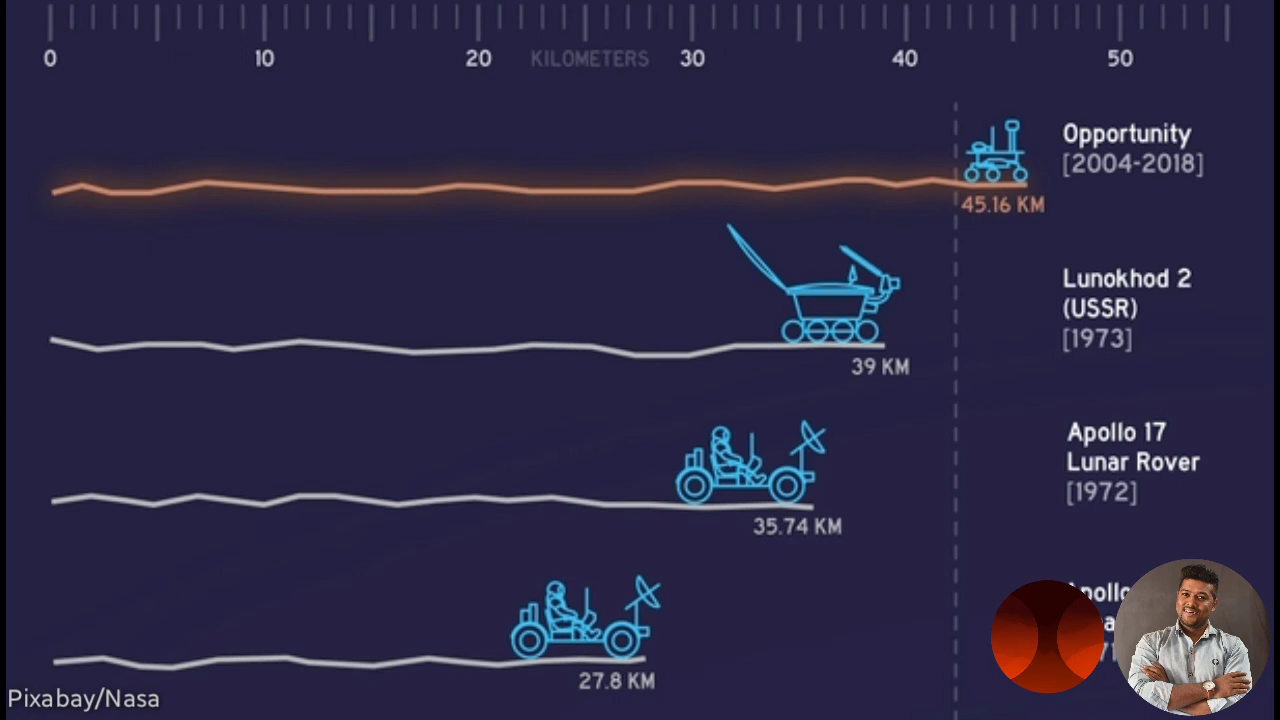 0 10 20 KILOMETERS 30 40 50
Opportunity
[2004-2018]
45.16 KM
Lunokhod 2
(USSR)
[1973]
39 KM
Apollo 17
Lunar Rover
[1972]
35.74 KM
27.8 KM
Pixabay/Nasa